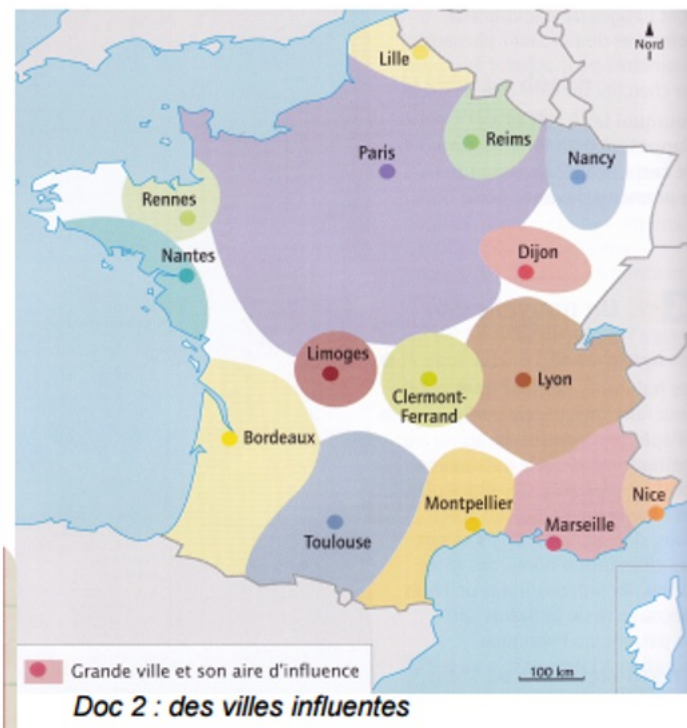 Nord
Lille
Reims
Paris
Nancy
Rennes
Nantes
Dijon
Limoges
Clermont-
Ferrand
Lyon
Bordeaux
Montpellier
Nice
Marseille
Toulouse
Grande ville et son aire d'influence
100 km
Doc 2 : des villes influentes